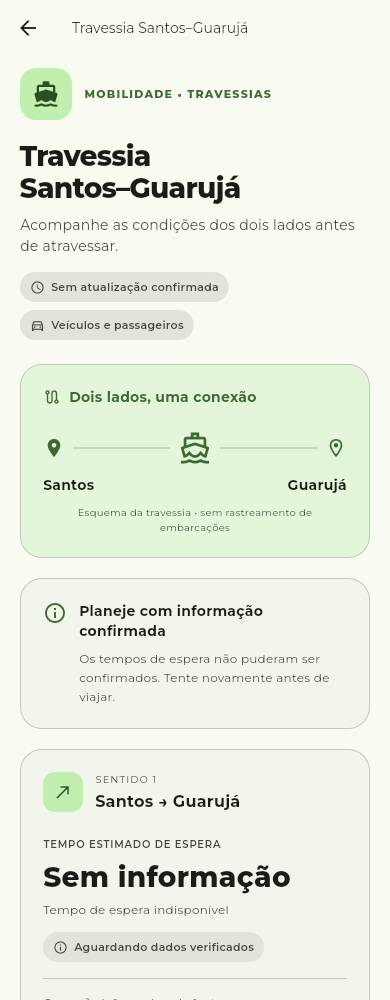 Travessia Santos–Guarujá
MOBILIDADE • TRAVESSIAS
Travessia
Santos–Guarujá
Acompanhe as condições dos dois lados antes
de atravessar.
Sem atualização confirmada
Veículos e passageiros
Dois lados, uma conexão
Santos
Guarujá
Esquema da travessia • sem rastreamento de
embarcações
Planeje com informação
confirmada
Os tempos de espera não puderam ser
confirmados. Tente novamente antes de
viajar.
SENTIDO 1
Santos → Guarujá
TEMPO ESTIMADO DE ESPERA
Sem informação
Tempo de espera indisponível
Aguardando dados verificados